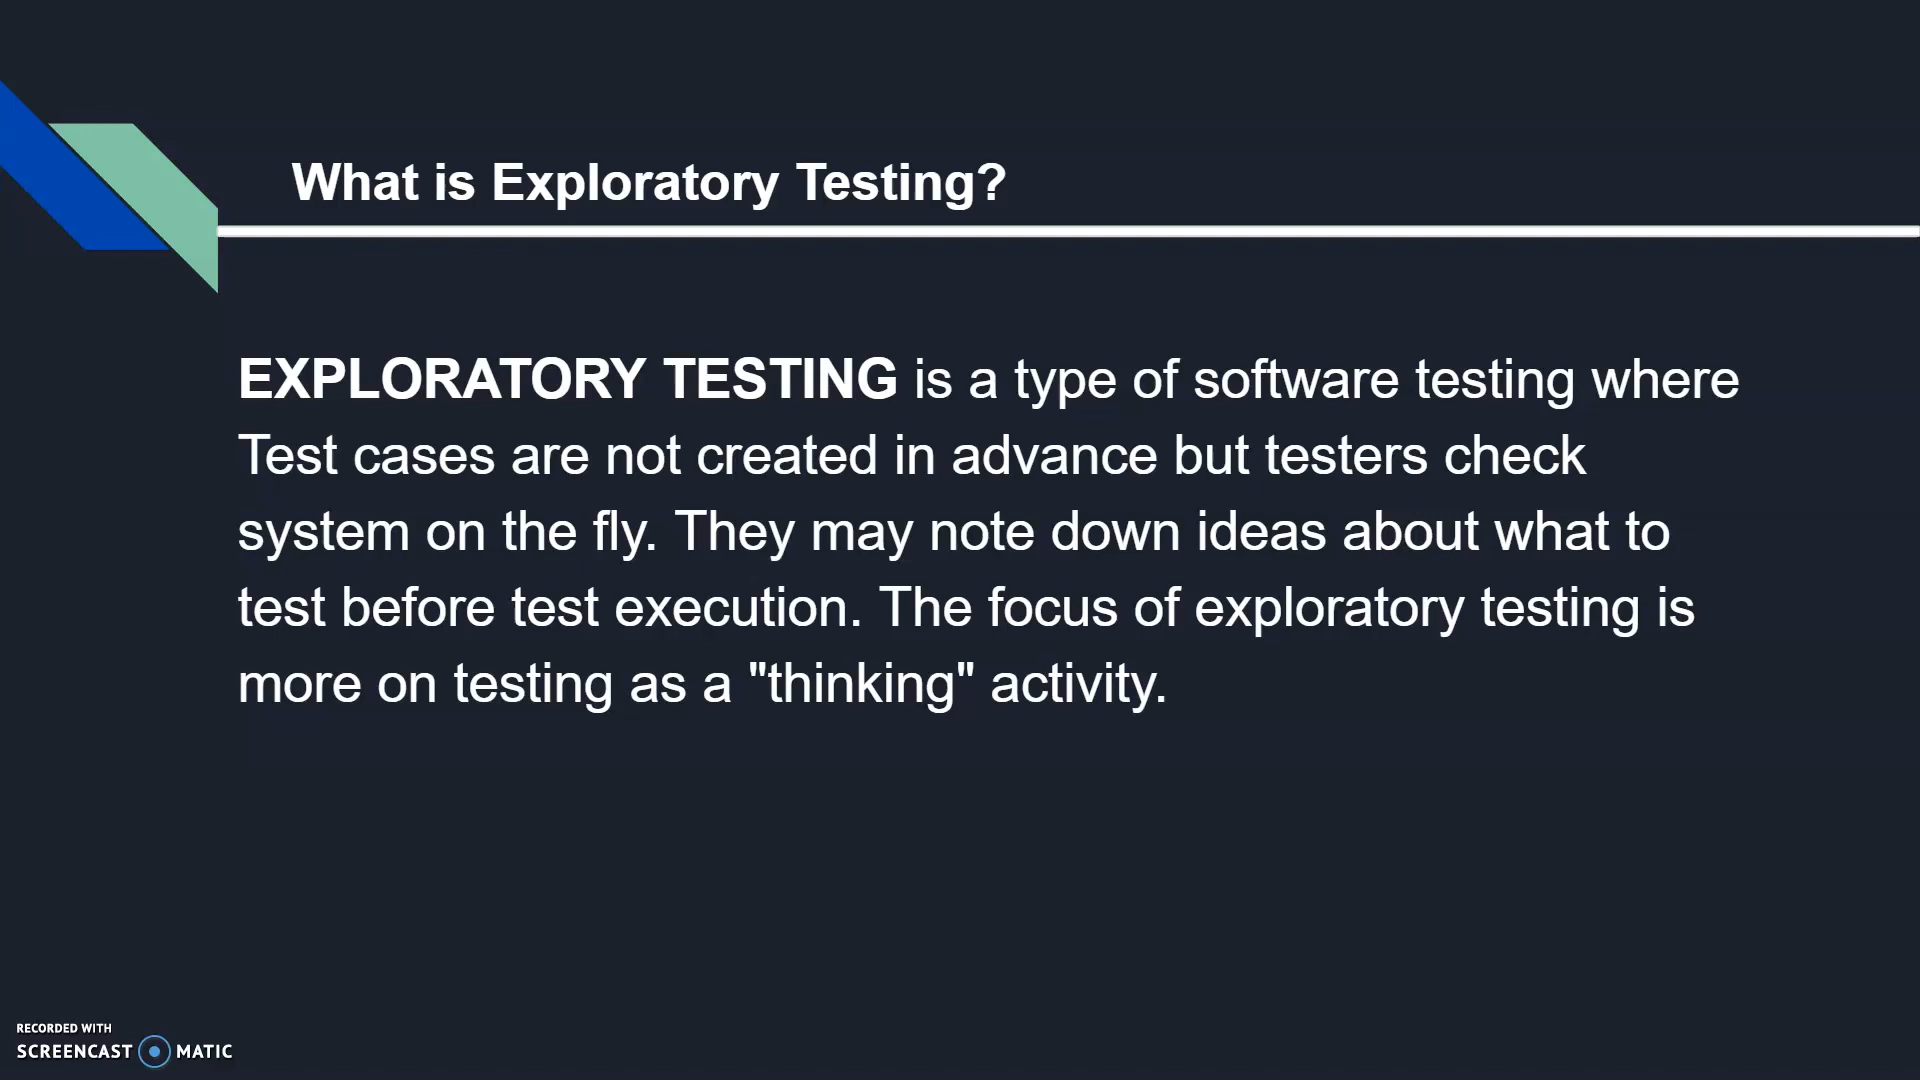 What is Exploratory Testing?
EXPLORATORY TESTING is a type of software testing where
Test cases are not created in advance but testers check
system on the fly. They may note down ideas about what to
test before test execution. The focus of exploratory testing is
more on testing as a "thinking" activity.
RECORDED WITH
SCREENCAST MATIC